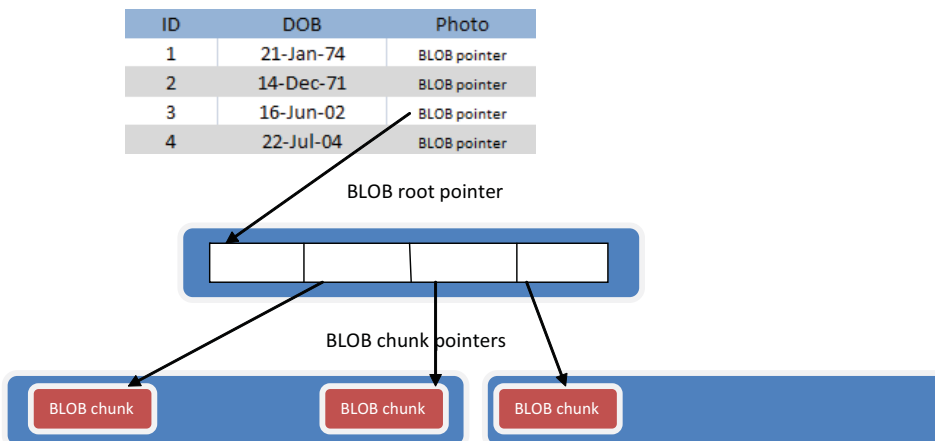 ID DOB Photo
1 21-Jan-74 BLOB pointer
2 14-Dec-71 BLOB pointer
3 16-Jun-02 BLOB pointer
4 22-Jul-04 BLOB pointer
BLOB root pointer
BLOB chunk pointers
BLOB chunk BLOB chunk BLOB chunk